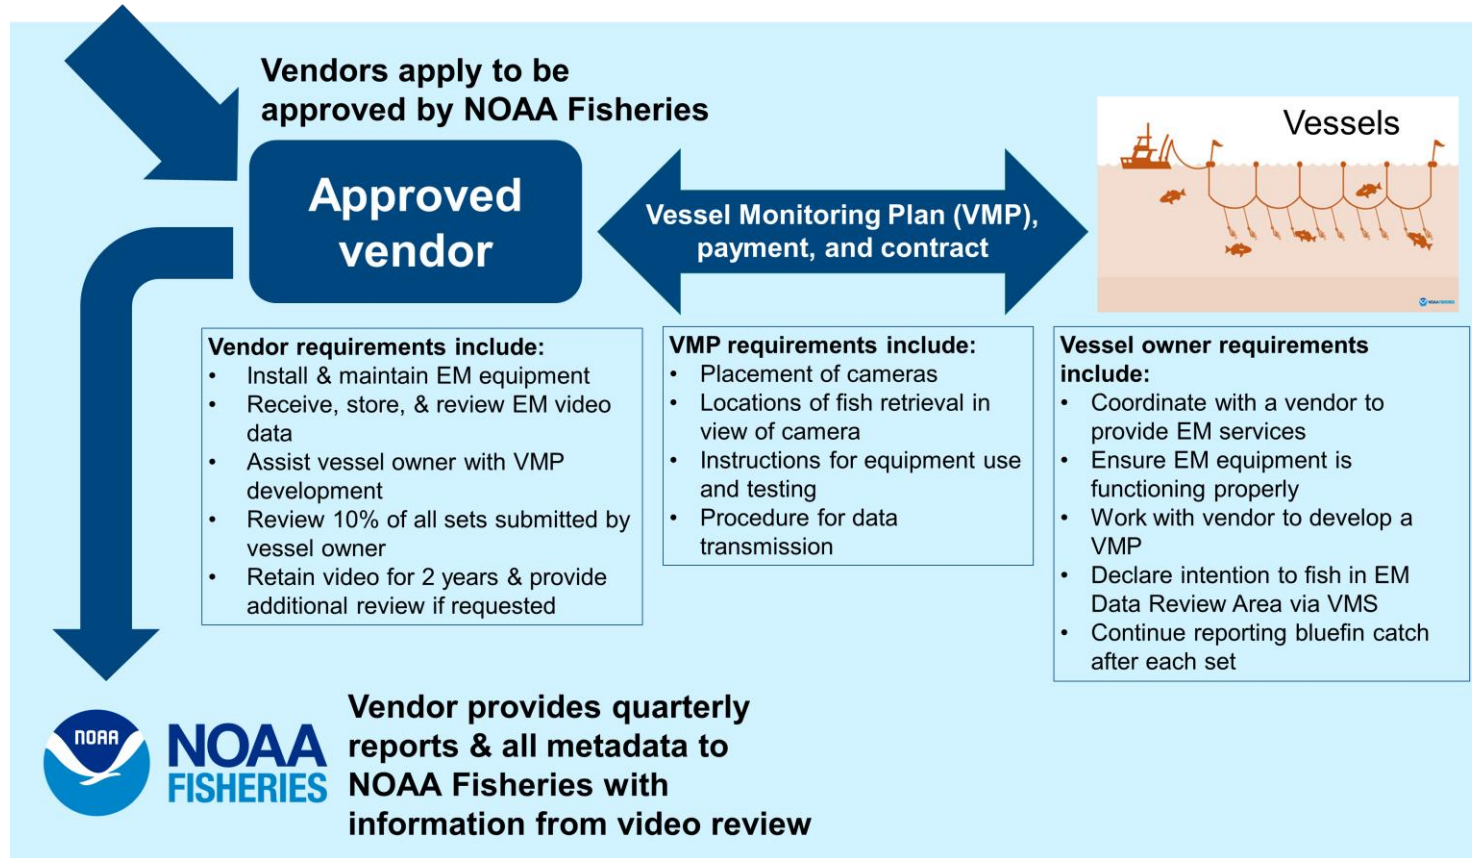 Vendors apply to be
approved by NOAA Fisheries
Approved
vendor
Vessel Monitoring Plan (VMP),
payment, and contract
Vessels
NOAA FISHERIES
Vendor requirements include:
• Install & maintain EM equipment
• Receive, store, & review EM video
data
• Assist vessel owner with VMP
development
• Review 10% of all sets submitted by
vessel owner
• Retain video for 2 years & provide
additional review if requested
VMP requirements include:
• Placement of cameras
• Locations of fish retrieval in
view of camera
• Instructions for equipment use
and testing
• Procedure for data
transmission
Vessel owner requirements
include:
• Coordinate with a vendor to
provide EM services
• Ensure EM equipment is
functioning properly
• Work with vendor to develop a
VMP
• Declare intention to fish in EM
Data Review Area via VMS
• Continue reporting bluefin catch
after each set
NOAA
NOAA
FISHERIES
Vendor provides quarterly
reports & all metadata to
NOAA Fisheries with
information from video review